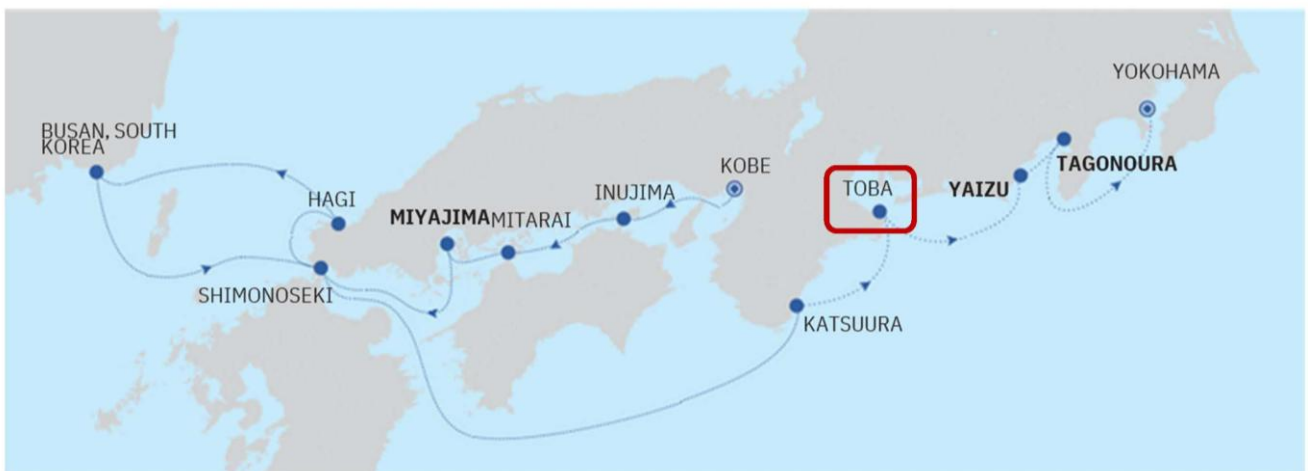 YOKOHAMA
BUSAN, SOUTH
KOREA
KOBE
TOBA
YAIZU
TAGONOURA
INUJIMA
HAGI
MIYAJIMA
MITARAI
SHIMONOSEKI
KATSUURA